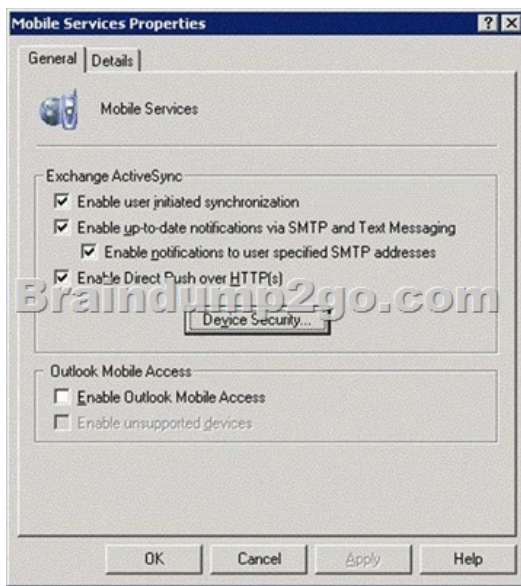 Mobile Services Properties
General
Details
Mobile Services
Exchange ActiveSync
Enable user initiated synchronization
Enable up-to-date notifications via SMTP and Text Messaging
Enable notifications to user specified SMTP addresses
Enable Direct Push over HTTP(s)
Braindump2go.com
Device Security...
Outlook Mobile Access
Enable Outlook Mobile Access
Enable unsupported devices
OK
Cancel
Apply
Help